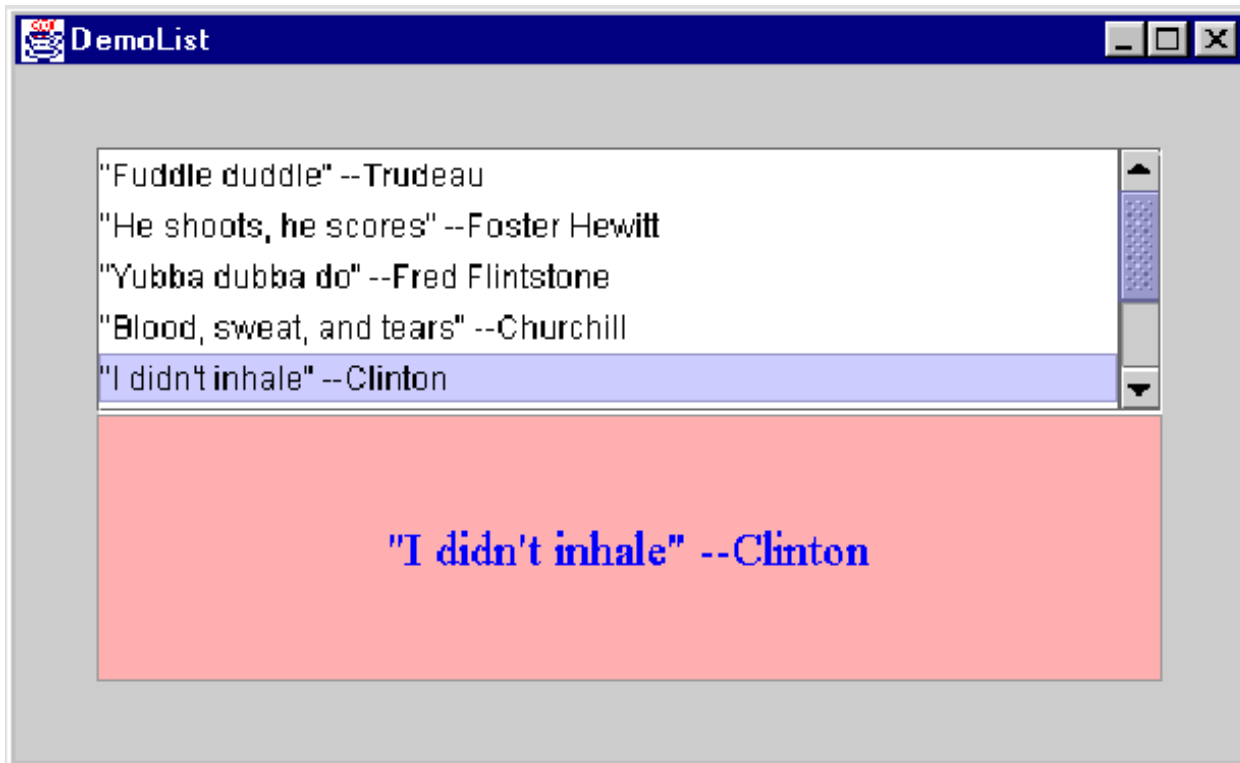 DemoList
"Fuddle duddle" --Trudeau
"He shoots, he scores" --Foster Hewitt
"Yubba dubba do" --Fred Flintstone
"Blood, sweat, and tears" --Churchill
"I didn't inhale" --Clinton
"I didn't inhale" --Clinton